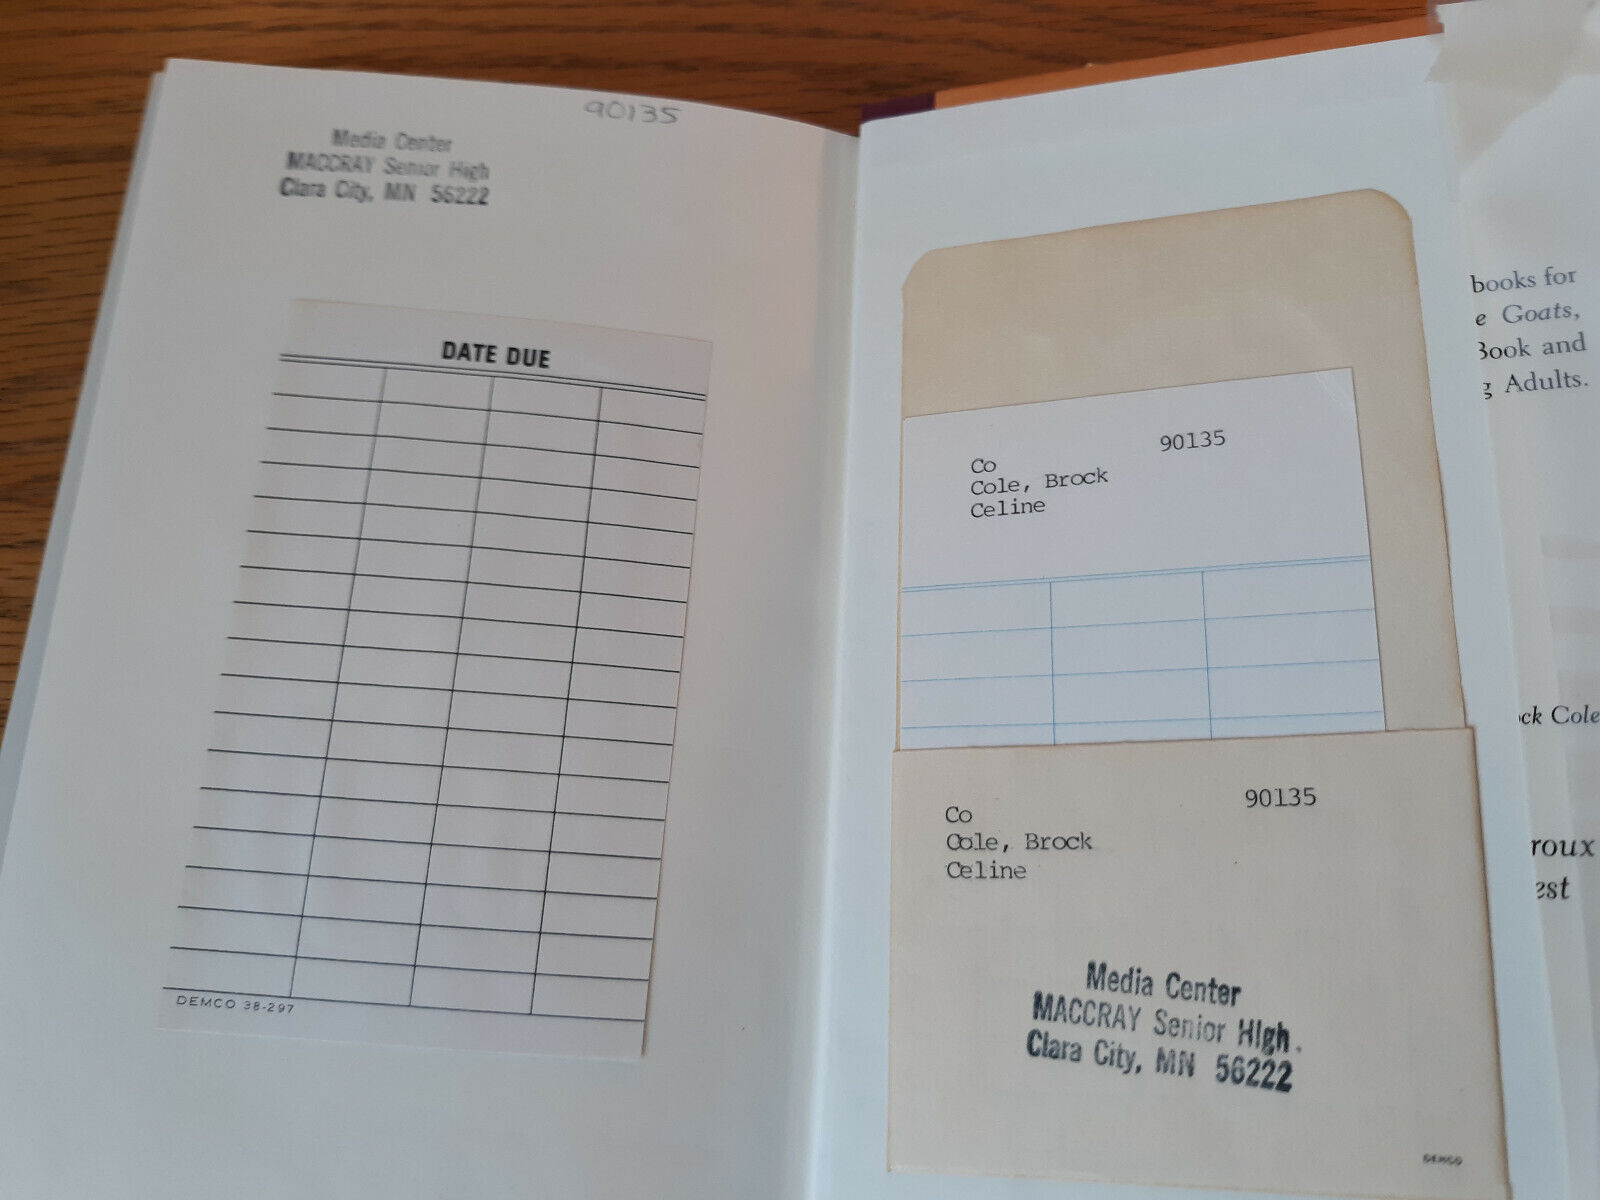 90135
Media Center
MACCRAY Senior High
Clara City, MN 56222
DATE DUE
DEMCO 38-297
90135
Co
Cole, Brock
Celine
90135
Co
Cole, Brock
Celine
Media Center
MACCRAY Senior High
Clara City, MN 56222
DEMCO
books for
e Goats,
Book and
g Adults.
ck Cole
roux
est